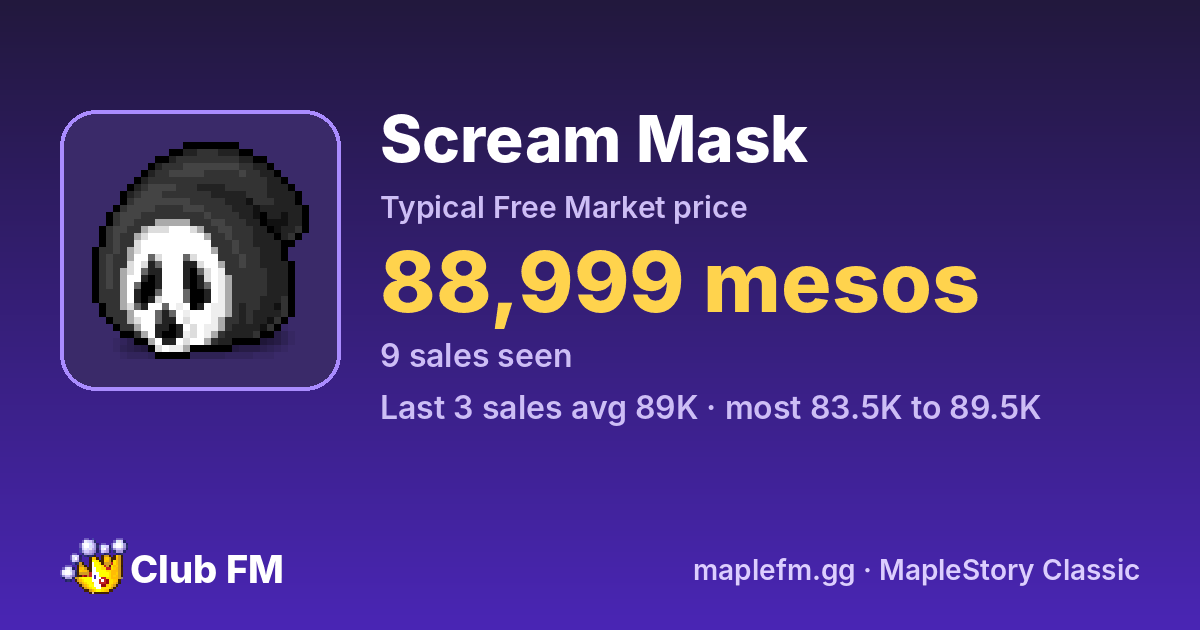 Scream Mask
Typical Free Market price
88,999 mesos
9 sales seen
Last 3 sales avg 89K · most 83.5K to 89.5K
Club FM
maplefm.gg · MapleStory Classic